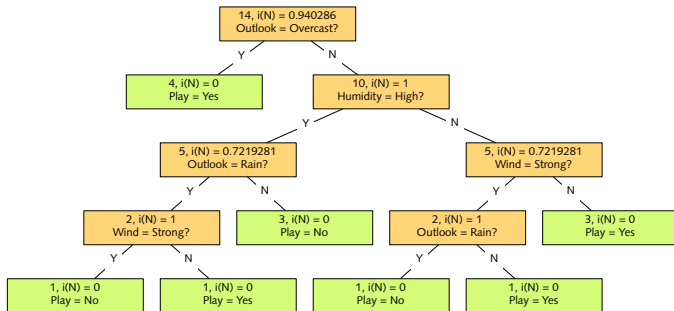 14, i(N) = 0.940286
Outlook = Overcast?
Y
N
4, i(N) = 0
Play = Yes
10, i(N) = 1
Humidity = High?
Y
N
5, i(N) = 0.7219281
Outlook = Rain?
5, i(N) = 0.7219281
Wind = Strong?
Y
N
Y
N
2, i(N) = 1
Wind = Strong?
3, i(N) = 0
Play = No
2, i(N) = 1
Outlook = Rain?
3, i(N) = 0
Play = Yes
Y
N
Y
N
1, i(N) = 0
Play = No
1, i(N) = 0
Play = Yes
1, i(N) = 0
Play = No
1, i(N) = 0
Play = Yes